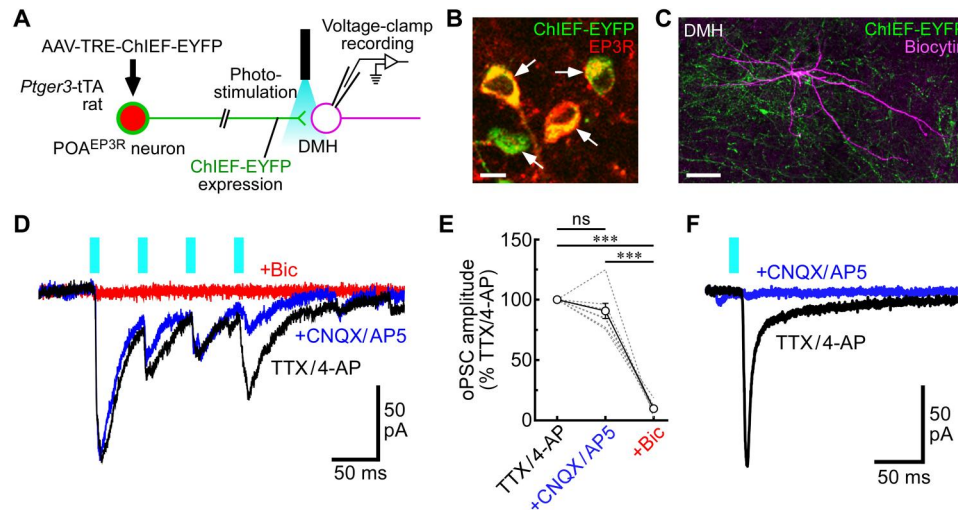 A
AAV-TRE-ChIEF-EYFP
Ptger3-tTA
rat
POAEP3R neuron
Photo-
stimulation
Voltage-clamp
recording
DMH
ChIEF-EYFP
expression
B
ChIEF-EYFP
EP3R
C
DMH
ChIEF-EYFP
Biocytin
D
+Bic
+CNQX/AP5
TTX/4-AP
50
pA
50 ms
E
ns
***
***
150
100
50
0
oPSC amplitude
(% TTX/4-AP)
TTX/4-AP
+CNQX/AP5
+Bic
F
+CNQX/AP5
TTX/4-AP
50
pA
50 ms